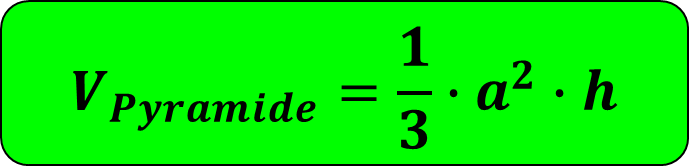 V_Pyramide = 1/3 · a² · h